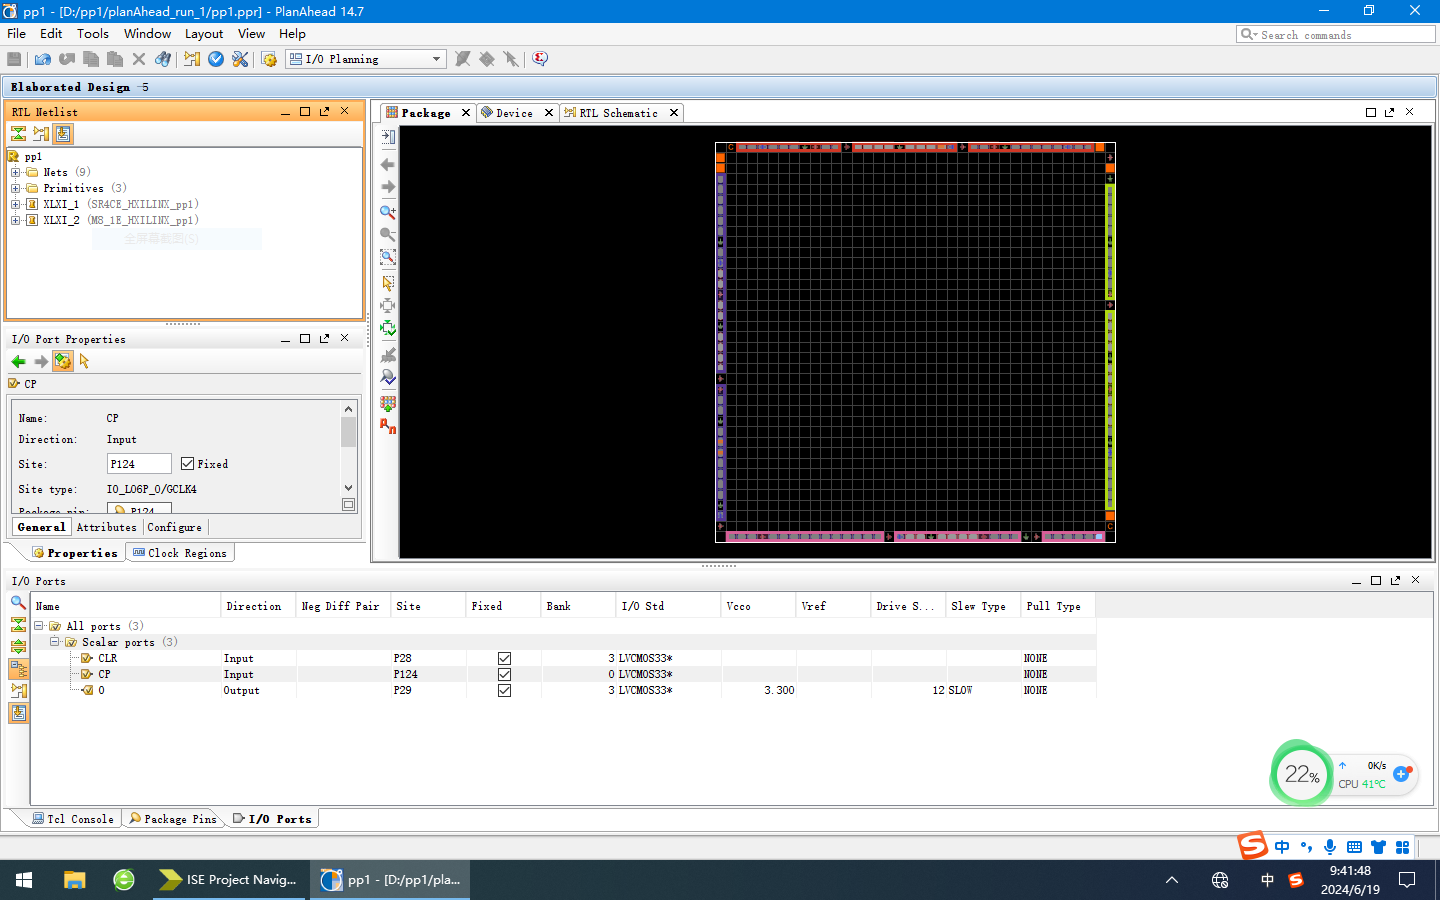 pp1 - [D:/pp1/planAhead_run_1/pp1.ppr] - PlanAhead 14.7
File Edit Tools Window Layout View Help
Search commands
I/O Planning
Elaborated Design -5
RTL Netlist
pp1
Nets (9)
Primitives (3)
XLXI_1 (SR4CE_HXILINX_pp1)
XLXI_2 (M8_1E_HXILINX_pp1)
全屏幕截图(S)
I/O Port Properties
CP
Name: CP
Direction: Input
Site: P124 Fixed
Site type: IO_L06P_0/GCLK4
Package pin: P124
General Attributes Configure
Properties Clock Regions
Package Device RTL Schematic
C
C
I/O Ports
Name Direction Neg Diff Pair Site Fixed Bank I/O Std Vcco Vref Drive S... Slew Type Pull Type
All ports (3)
Scalar ports (3)
CLR Input P28 3 LVCMOS33* NONE
CP Input P124 0 LVCMOS33* NONE
O Output P29 3 LVCMOS33* 3.300 12 SLOW NONE
22% 0K/s
CPU 41℃
Tcl Console Package Pins I/O Ports
S 中
ISE Project Navig... pp1 - [D:/pp1/pla... 中 S 9:41:48
2024/6/19